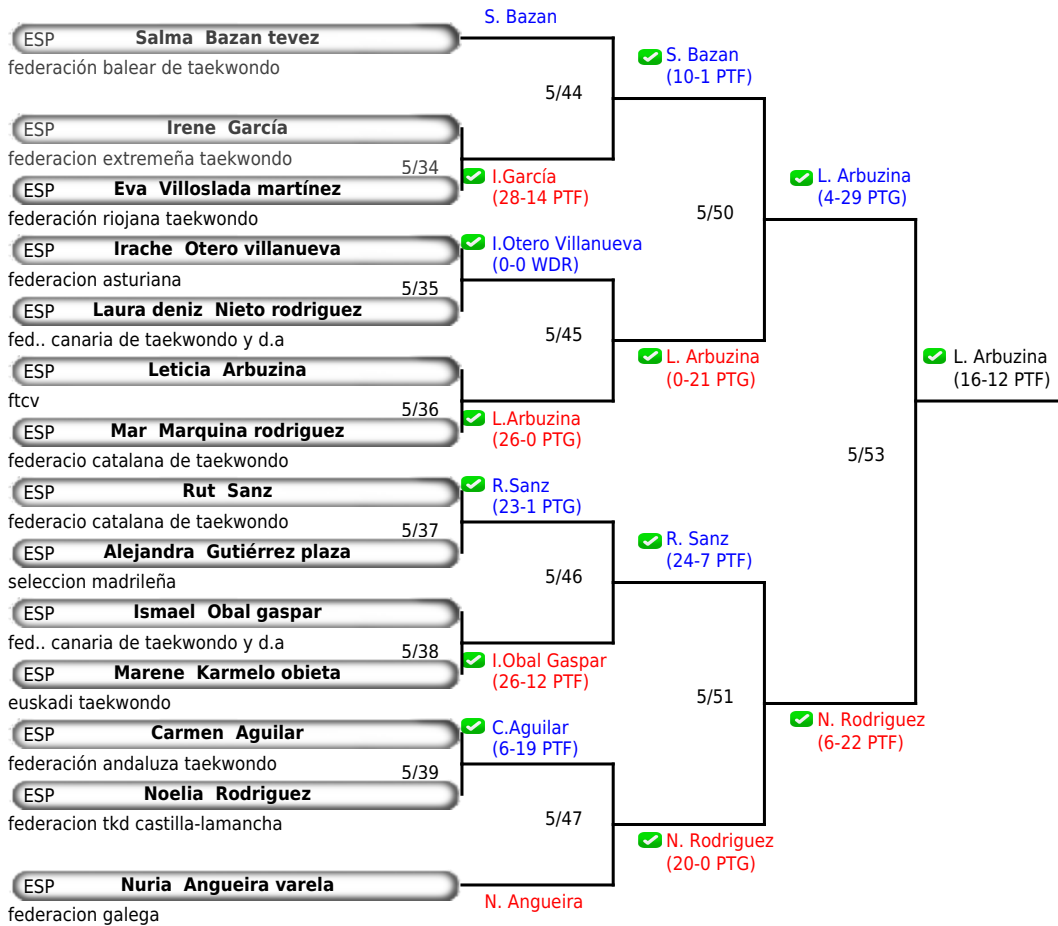 S. Bazan
ESP Salma Bazan tevez
federación balear de taekwondo
S. Bazan
(10-1 PTF)
5/44
ESP Irene García
federacion extremeña taekwondo
5/34
I.García
(28-14 PTF)
ESP Eva Villoslada martínez
federación riojana taekwondo
L. Arbuzina
(4-29 PTG)
5/50
ESP Irache Otero villanueva
I.Otero Villanueva
(0-0 WDR)
federacion asturiana
5/35
ESP Laura deniz Nieto rodriguez
fed.. canaria de taekwondo y d.a
5/45
L. Arbuzina
(0-21 PTG)
L. Arbuzina
(16-12 PTF)
ESP Leticia Arbuzina
ftcv
5/36
L.Arbuzina
(26-0 PTG)
ESP Mar Marquina rodriguez
federacio catalana de taekwondo
5/53
ESP Rut Sanz
R.Sanz
(23-1 PTG)
federacio catalana de taekwondo
5/37
ESP Alejandra Gutiérrez plaza
seleccion madrileña
R. Sanz
(24-7 PTF)
5/46
ESP Ismael Obal gaspar
fed.. canaria de taekwondo y d.a
5/38
I.Obal Gaspar
(26-12 PTF)
ESP Marene Karmelo obieta
euskadi taekwondo
5/51
N. Rodriguez
(6-22 PTF)
ESP Carmen Aguilar
C.Aguilar
(6-19 PTF)
federación andaluza taekwondo
5/39
ESP Noelia Rodriguez
federacion tkd castilla-lamancha
5/47
N. Rodriguez
(20-0 PTG)
ESP Nuria Angueira varela
N. Angueira
federacion galega